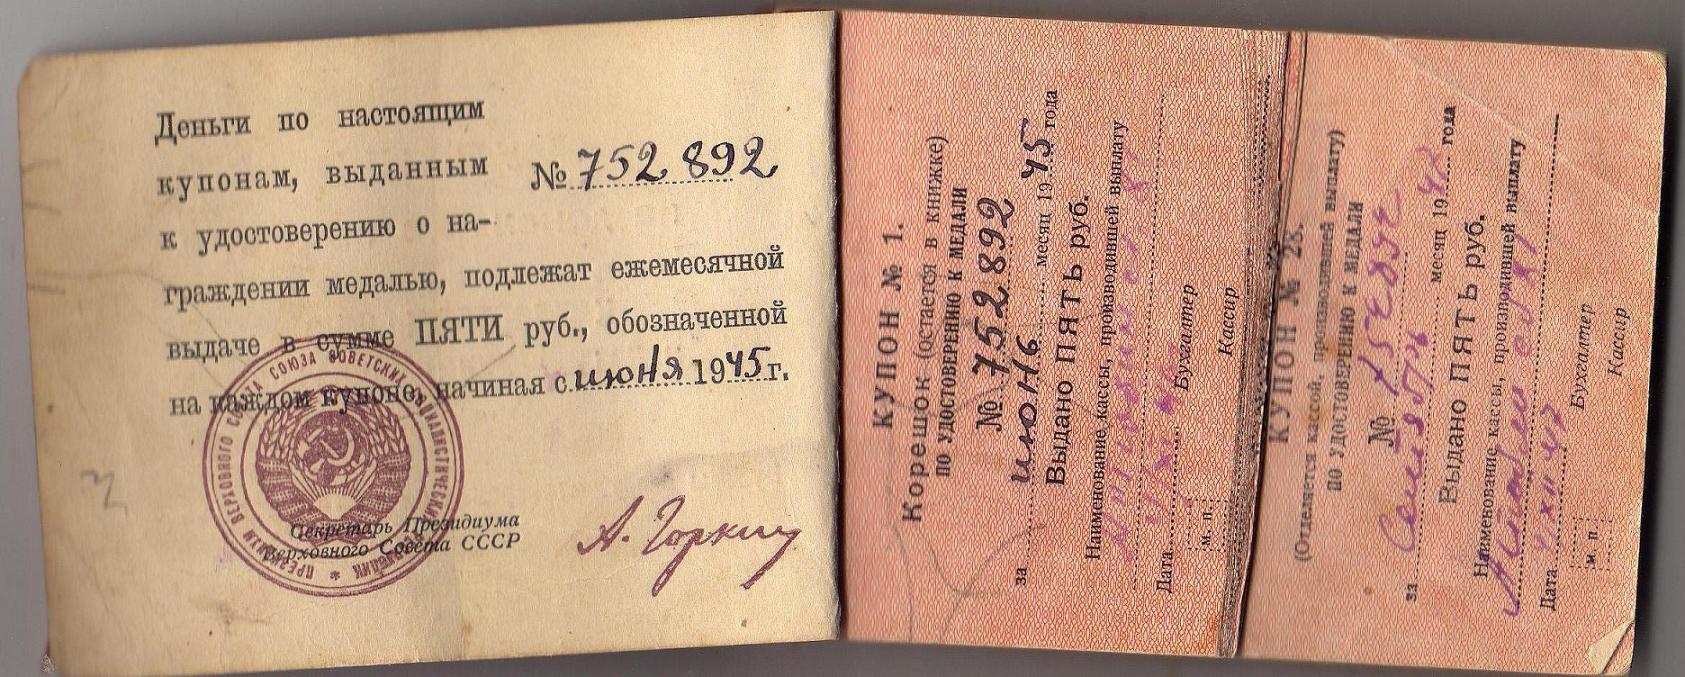 Деньги по настоящим
купонам, выданным № 752892
к удостоверению о на-
граждении медалью, подлежат ежемесячной
выдаче в сумме ПЯТИ руб., обозначенной
на каждом купоне, начиная с июня 1945 г.
Секретарь Президиума
Верховного Совета СССР
А. Горкин
КУПОН № 1.
Корешок (остается в книжке)
ПО УДОСТОВЕРЕНИЮ К МЕДАЛИ
№ 752892
за июнь месяц 1945 года
Выдано ПЯТЬ руб.
Наименование кассы, производившей выплату
Дата
Бухгалтер
м. п.
Кассир
КУПОН № 28.
(Отделяется кассой, производившей выплату)
ПО УДОСТОВЕРЕНИЮ К МЕДАЛИ
№
за месяц 194 года
Выдано ПЯТЬ руб.
Наименование кассы, производившей выплату
Дата
Бухгалтер
м. п.
Кассир